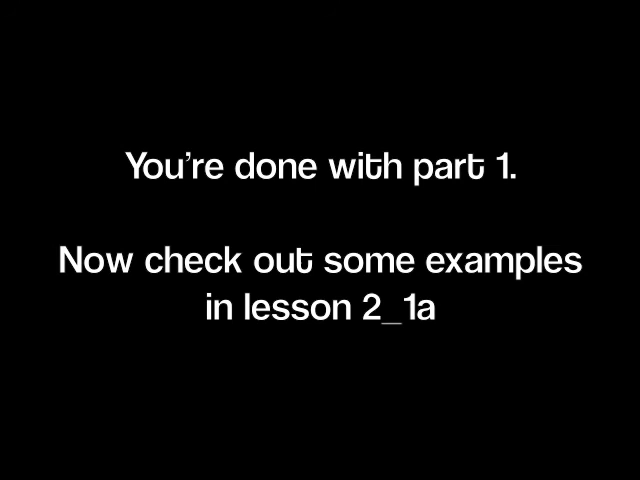 You’re done with part 1.
Now check out some examples
in lesson 2_1a